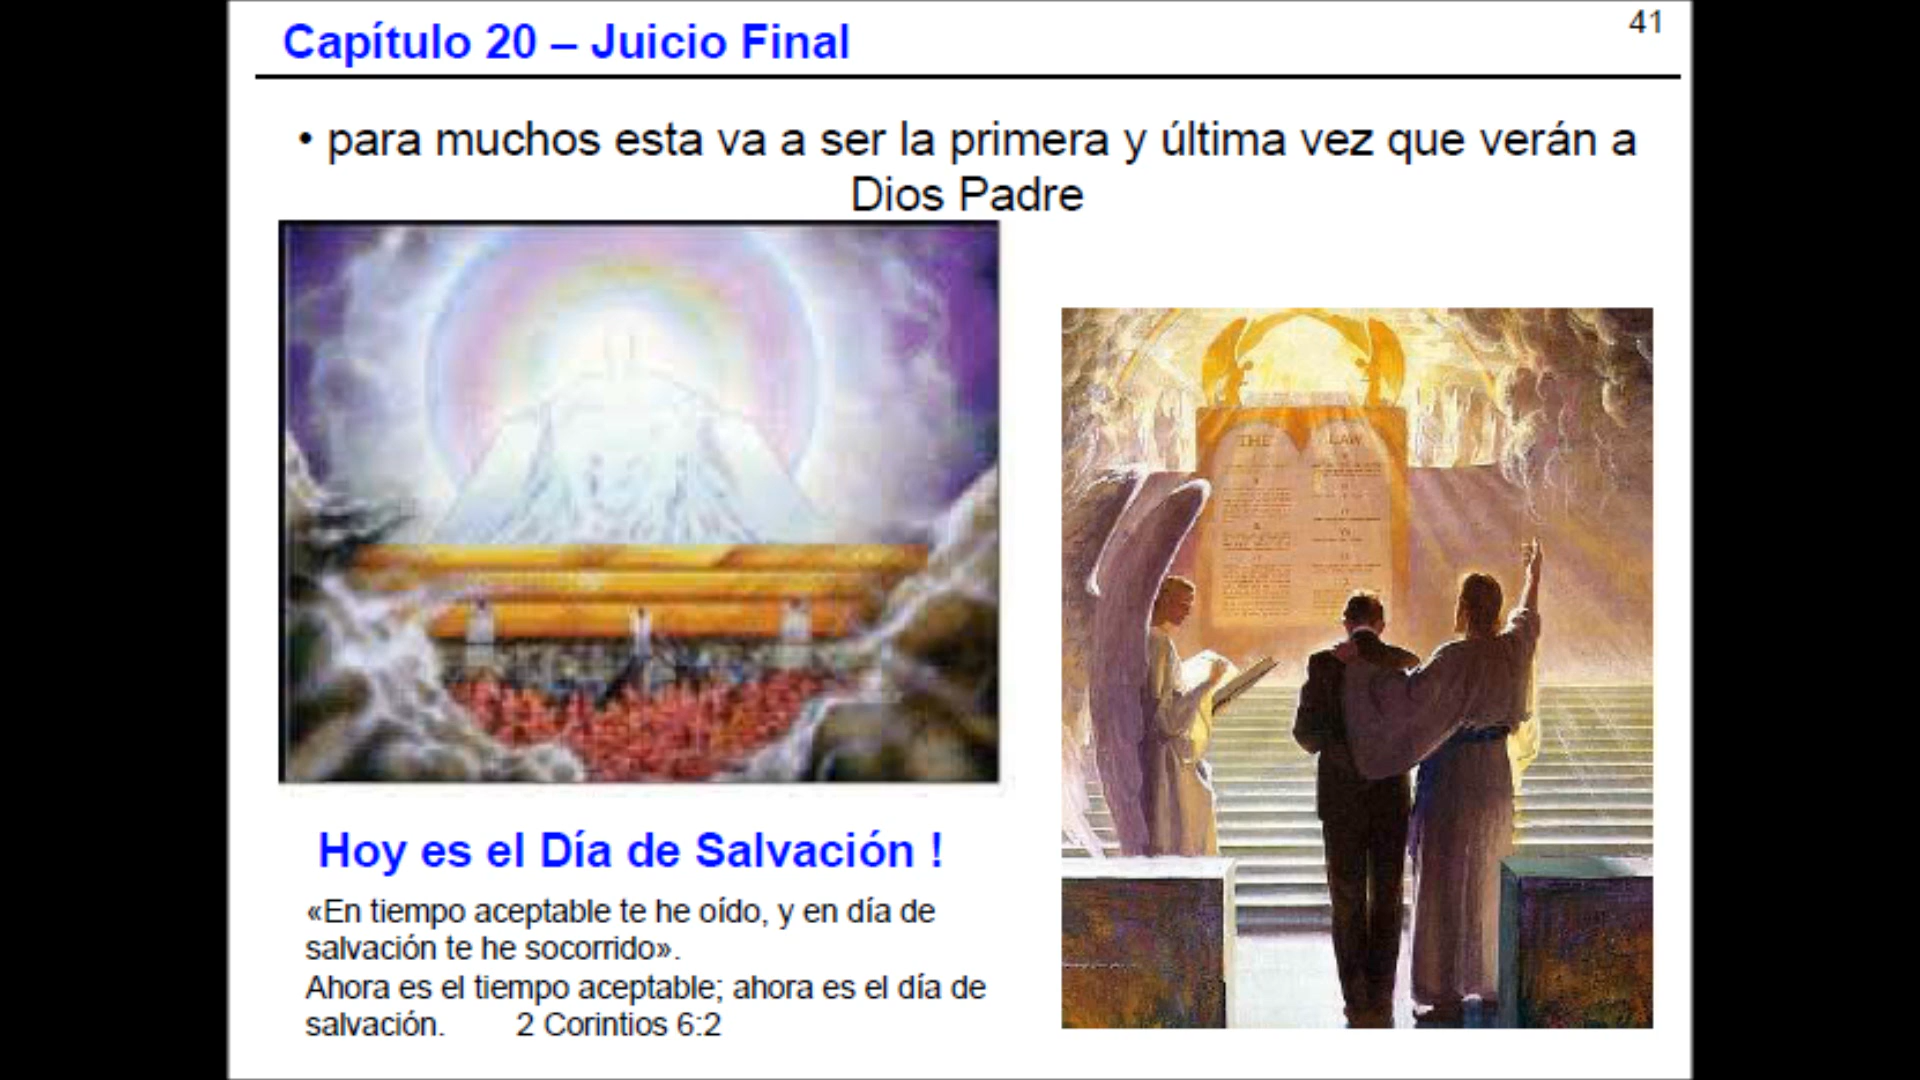 41
Capítulo 20 – Juicio Final
• para muchos esta va a ser la primera y última vez que verán a
Dios Padre
THE LAW
Hoy es el Día de Salvación !
«En tiempo aceptable te he oído, y en día de
salvación te he socorrido».
Ahora es el tiempo aceptable; ahora es el día de
salvación. 2 Corintios 6:2